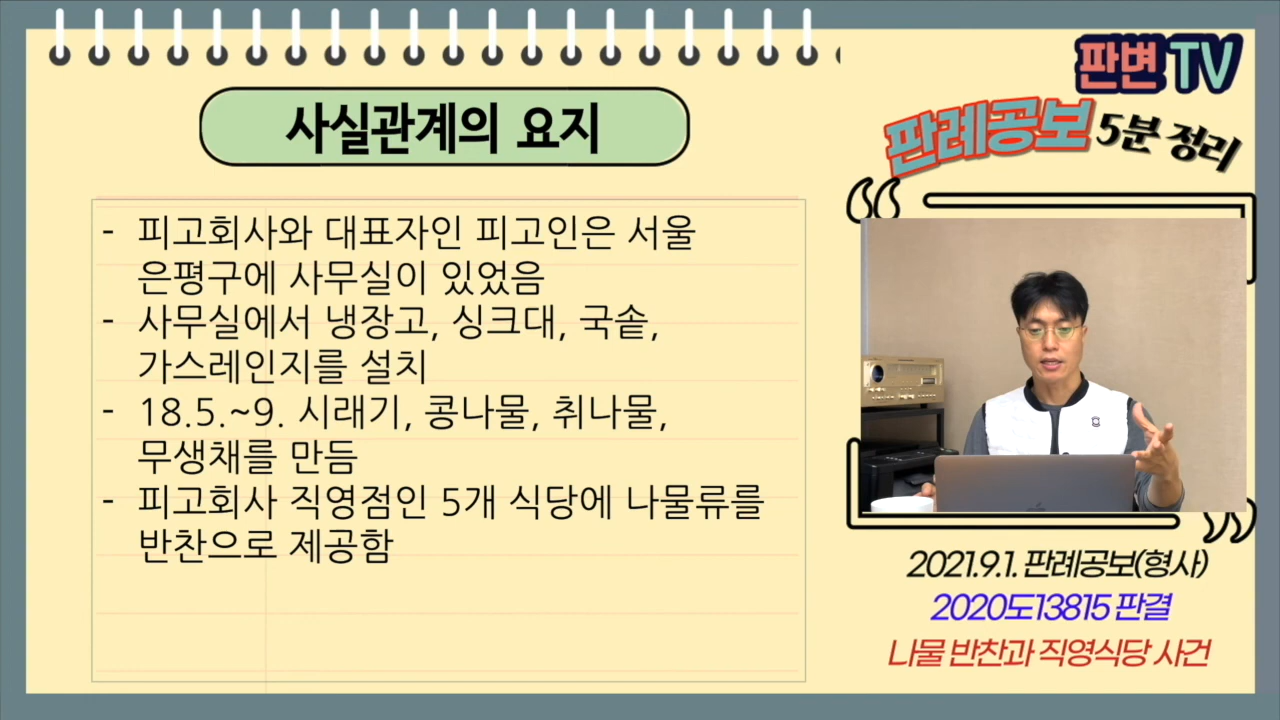 사실관계의 요지
- 피고회사와 대표자인 피고인은 서울
은평구에 사무실이 있었음
- 사무실에서 냉장고, 싱크대, 국솥,
가스레인지를 설치
- 18.5.~9. 시래기, 콩나물, 취나물,
무생채를 만듬
- 피고회사 직영점인 5개 식당에 나물류를
반찬으로 제공함
판변TV
판례공보 5분 정리
2021.9.1. 판례공보(형사)
2020도13815 판결
나물 반찬과 직영식당 사건